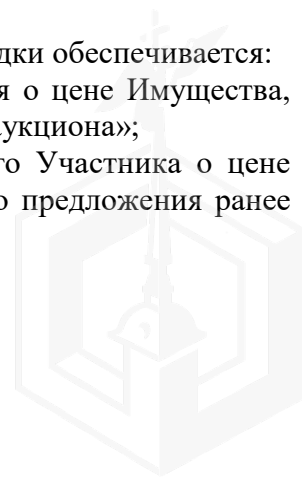 дки обеспечивается:
я о цене Имущества,
укциона»;
го Участника о цене
о предложения ранее